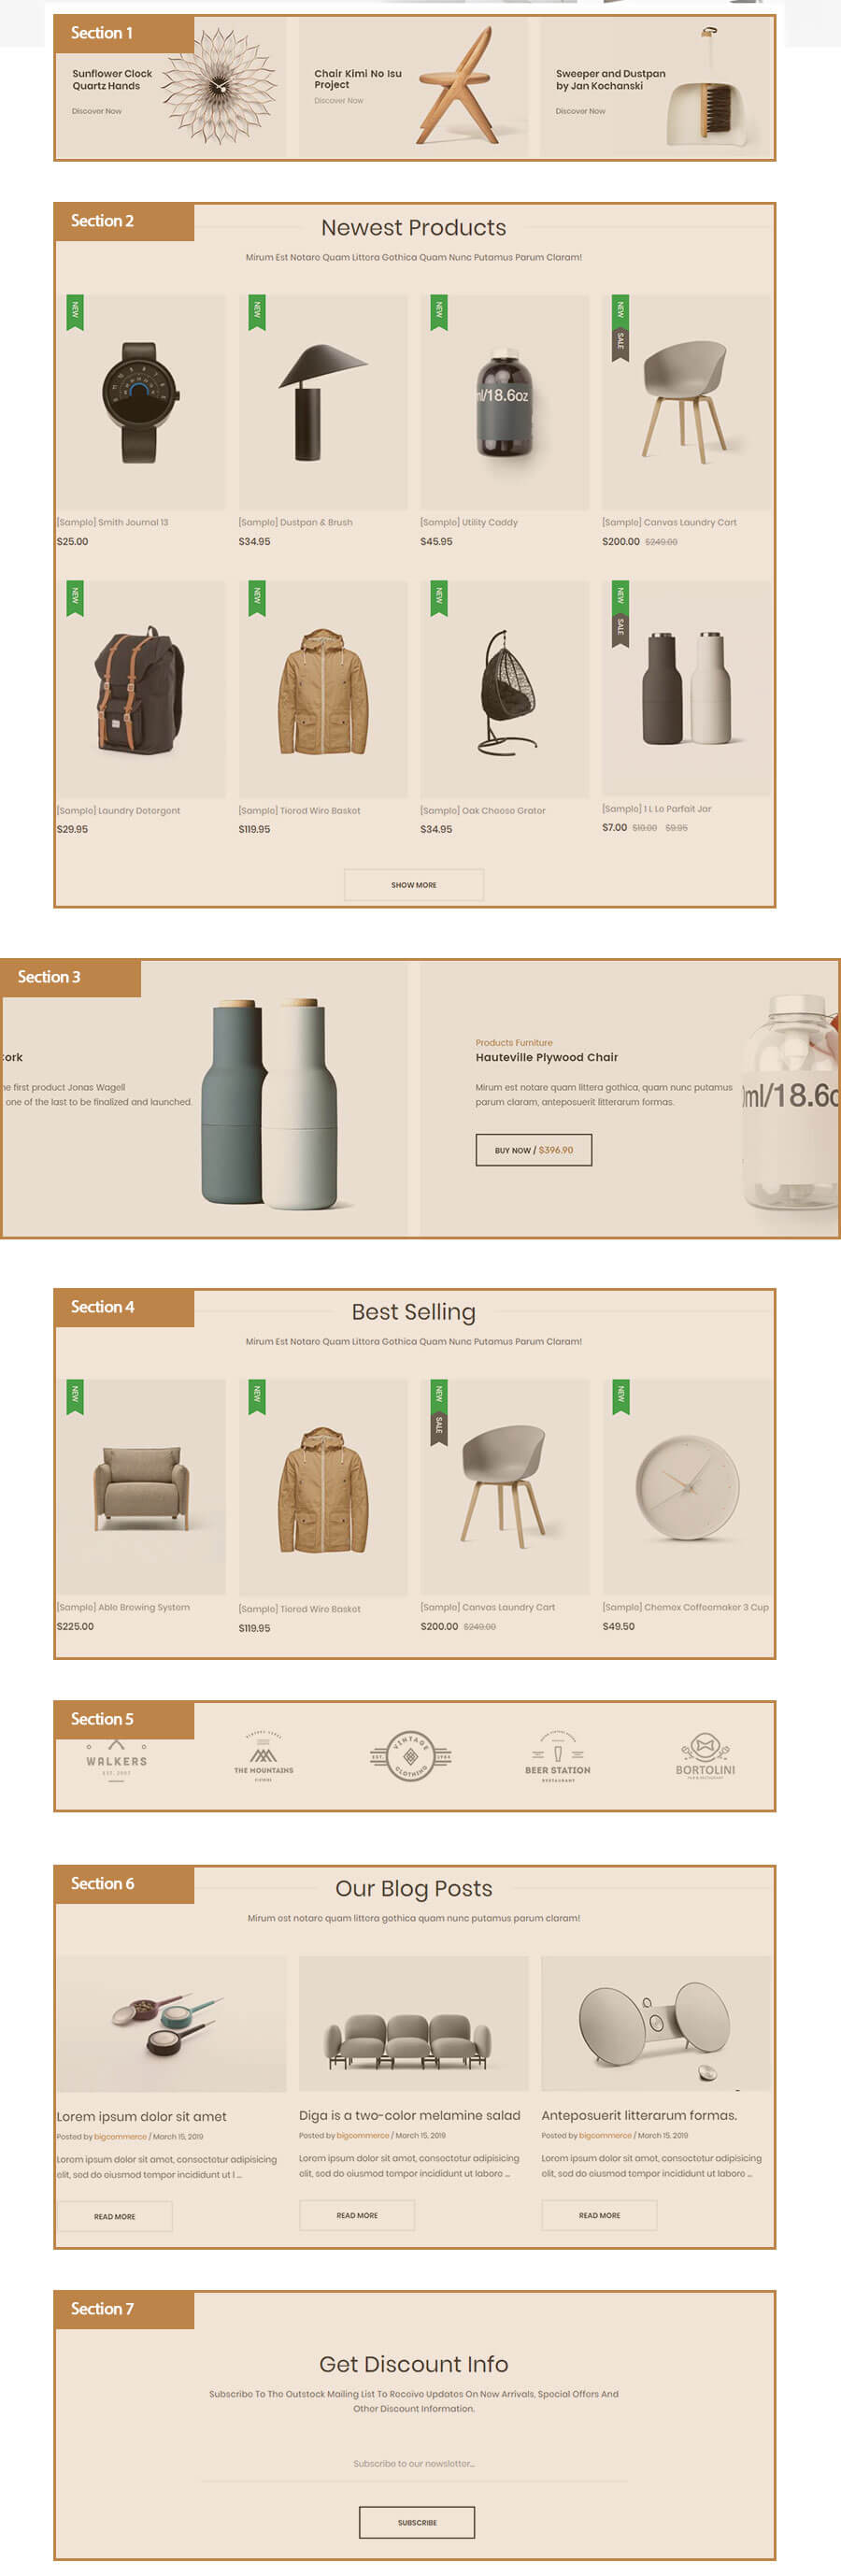 Section 1
Sunflower Clock
Quartz Hands
Discover Now
Chair Kimi No Isu
Project
Discover Now
Sweeper and Dustpan
by Jan Kochanski
Discover Now
Section 2
Newest Products
Mirum Est Notare Quam Littera Gothica Quam Nunc Putamus Parum Claram!
NEW
NEW
NEW
NEW
SALE
ml/18.6oz
[Sample] Smith Journal 13
$25.00
[Sample] Dustpan & Brush
$34.95
[Sample] Utility Caddy
$45.95
[Sample] Canvas Laundry Cart
$200.00 $249.00
NEW
NEW
NEW
NEW
SALE
[Sample] Laundry Detergent
$29.95
[Sample] Tiered Wire Basket
$119.95
[Sample] Oak Cheese Grater
$34.95
[Sample] 1 L Le Parfait Jar
$7.00 $10.00 $9.95
SHOW MORE
Section 3
Cork
he first product Jonas Wagell
one of the last to be finalized and launched.
Products Furniture
Hauteville Plywood Chair
Mirum est notare quam littera gothica, quam nunc putamus
parum claram, anteposuerit litterarum formas.
BUY NOW / $396.90
ml/18.6o
Section 4
Best Selling
Mirum Est Notare Quam Littera Gothica Quam Nunc Putamus Parum Claram!
NEW
NEW
NEW
SALE
NEW
[Sample] Able Brewing System
$225.00
[Sample] Tiered Wire Basket
$119.95
[Sample] Canvas Laundry Cart
$200.00 $249.00
[Sample] Chemex Coffeemaker 3 Cup
$49.50
Section 5
WALKERS
EST. 2007
THE MOUNTAINS
VINTAGE
EST. 1984
CLOTHING
BEER STATION
RESTAURANT
BORTOLINI
Section 6
Our Blog Posts
Mirum est notare quam littera gothica quam nunc putamus parum claram!
Lorem ipsum dolor sit amet
Posted by bigcommerce / March 15, 2019
Lorem ipsum dolor sit amet, consectetur adipisicing
elit, sed do eiusmod tempor incididunt ut l ...
READ MORE
Diga is a two-color melamine salad
Posted by bigcommerce / March 15, 2019
Lorem ipsum dolor sit amet, consectetur adipisicing
elit, sed do eiusmod tempor incididunt ut labore ...
READ MORE
Anteposuerit litterarum formas.
Posted by bigcommerce / March 15, 2019
Lorem ipsum dolor sit amet, consectetur adipisicing
elit, sed do eiusmod tempor incididunt ut labore ...
READ MORE
Section 7
Get Discount Info
Subscribe To The Outstock Mailing List To Receive Updates On New Arrivals, Special Offers And
Other Discount Information.
Subscribe to our newsletter...
SUBSCRIBE